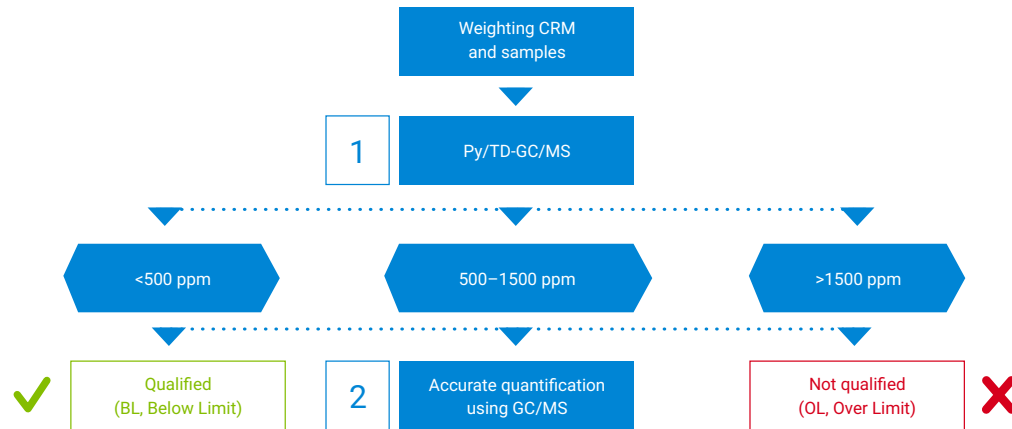 Weighting CRM
and samples
1
Py/TD-GC/MS
<500 ppm
500–1500 ppm
>1500 ppm
Qualified
(BL, Below Limit)
2
Accurate quantification
using GC/MS
Not qualified
(OL, Over Limit)